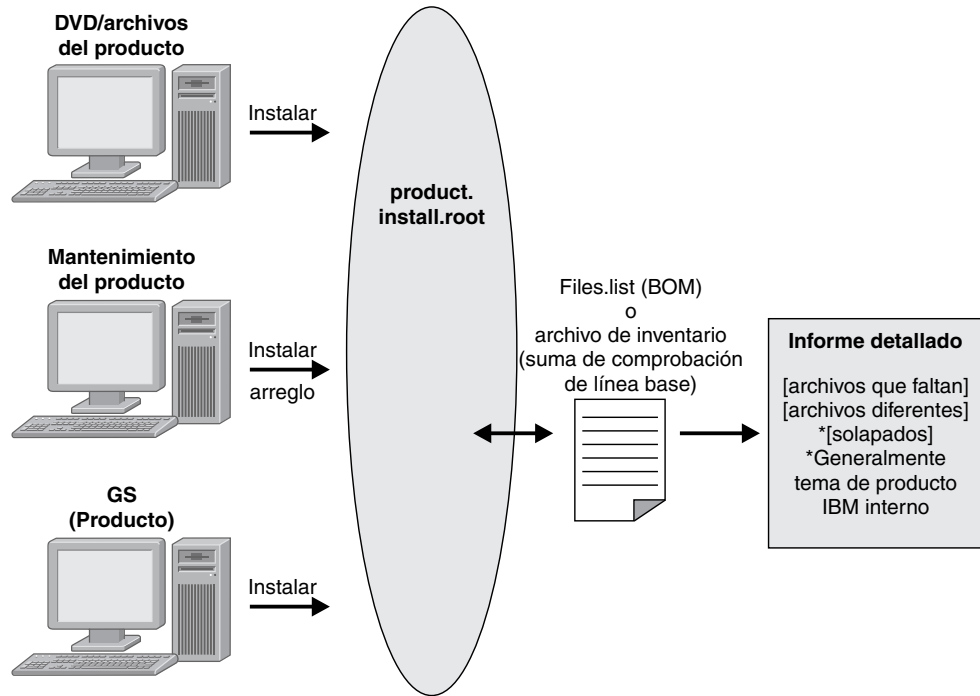 DVD/archivos
del producto
Instalar
product.
install.root
Mantenimiento
del producto
Instalar
arreglo
GS
(Producto)
Instalar
Files.list (BOM)
o
archivo de inventario
(suma de comprobación
de línea base)
Informe detallado
[archivos que faltan]
[archivos diferentes]
*[solapados]
*Generalmente
tema de producto
IBM interno